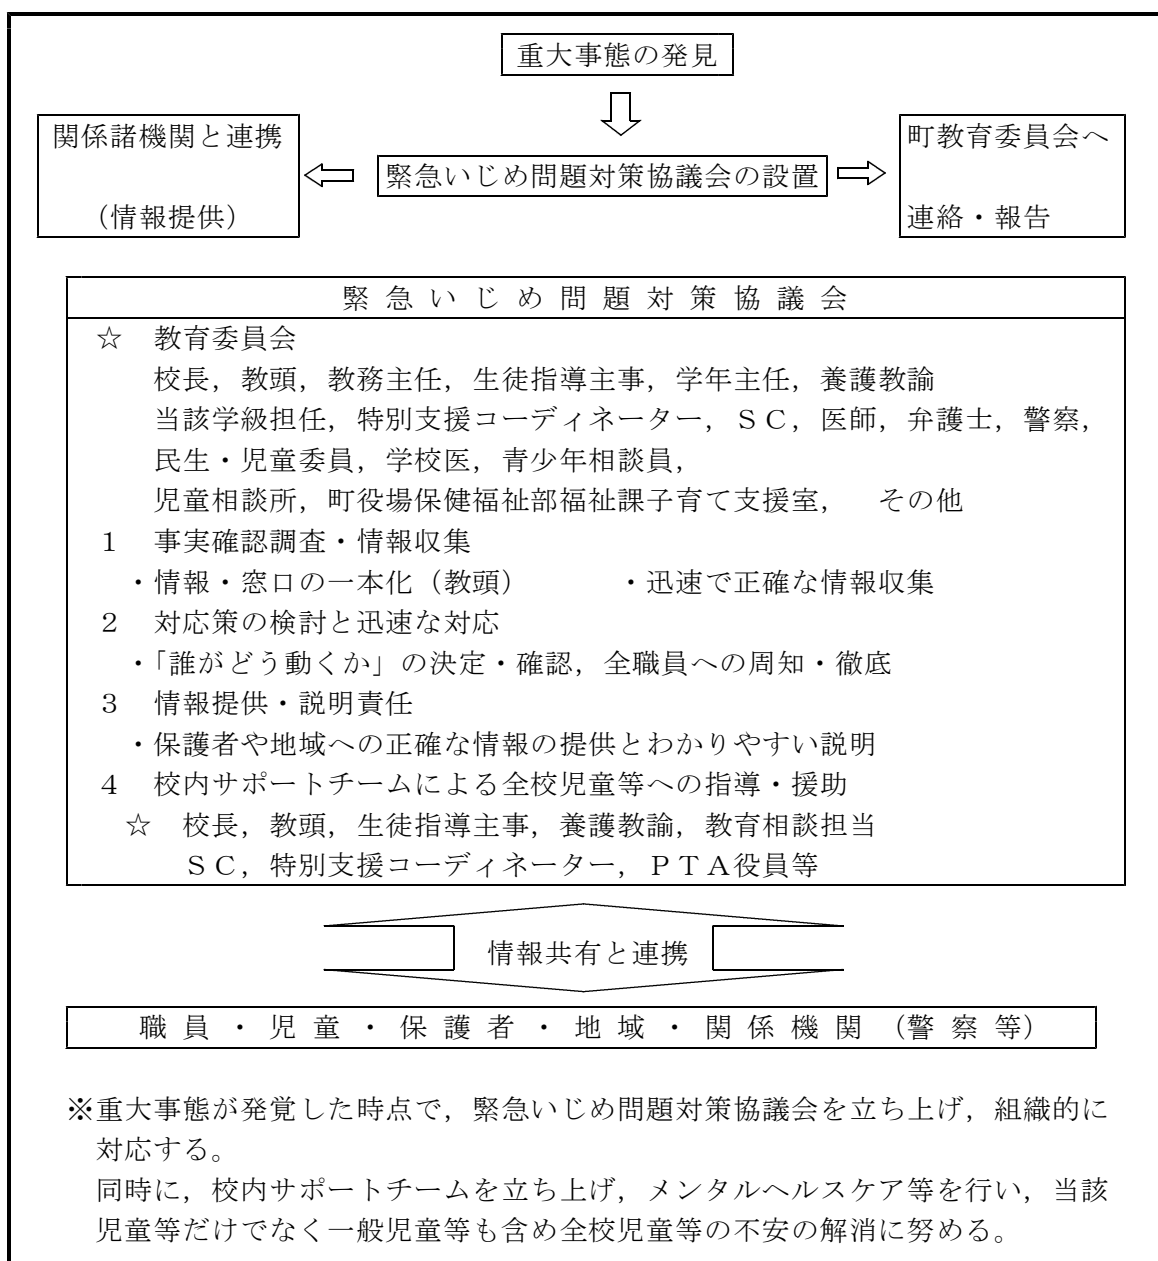 重大事態の発見
関係諸機関と連携
（情報提供）
緊急いじめ問題対策協議会の設置
町教育委員会へ
連絡・報告
緊急いじめ問題対策協議会
☆　教育委員会
校長，教頭，教務主任，生徒指導主事，学年主任，養護教諭
当該学級担任，特別支援コーディネーター，ＳＣ，医師，弁護士，警察，
民生・児童委員，学校医，青少年相談員，
児童相談所，町役場保健福祉部福祉課子育て支援室，　その他
１　事実確認調査・情報収集
・情報・窓口の一本化（教頭）　　　・迅速で正確な情報収集
２　対応策の検討と迅速な対応
・「誰がどう動くか」の決定・確認，全職員への周知・徹底
３　情報提供・説明責任
・保護者や地域への正確な情報の提供とわかりやすい説明
４　校内サポートチームによる全校児童等への指導・援助
☆　校長，教頭，生徒指導主事，養護教諭，教育相談担当
ＳＣ，特別支援コーディネーター，ＰＴＡ役員等
情報共有と連携
職員・児童・保護者・地域・関係機関（警察等）
※重大事態が発覚した時点で，緊急いじめ問題対策協議会を立ち上げ，組織的に
対応する。
同時に，校内サポートチームを立ち上げ，メンタルヘルスケア等を行い，当該
児童等だけでなく一般児童等も含め全校児童等の不安の解消に努める。